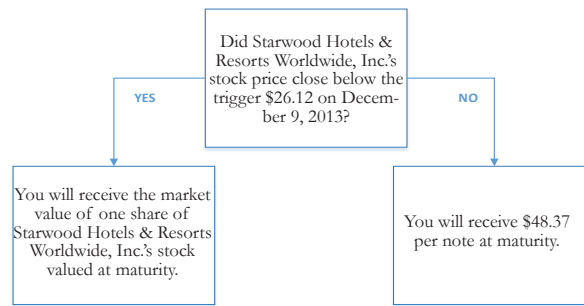 Did Starwood Hotels &
Resorts Worldwide, Inc.'s
stock price close below the
trigger $26.12 on Decem-
ber 9, 2013?
YES
NO
You will receive the market
value of one share of
Starwood Hotels & Resorts
Worldwide, Inc.'s stock
valued at maturity.
You will receive $48.37
per note at maturity.